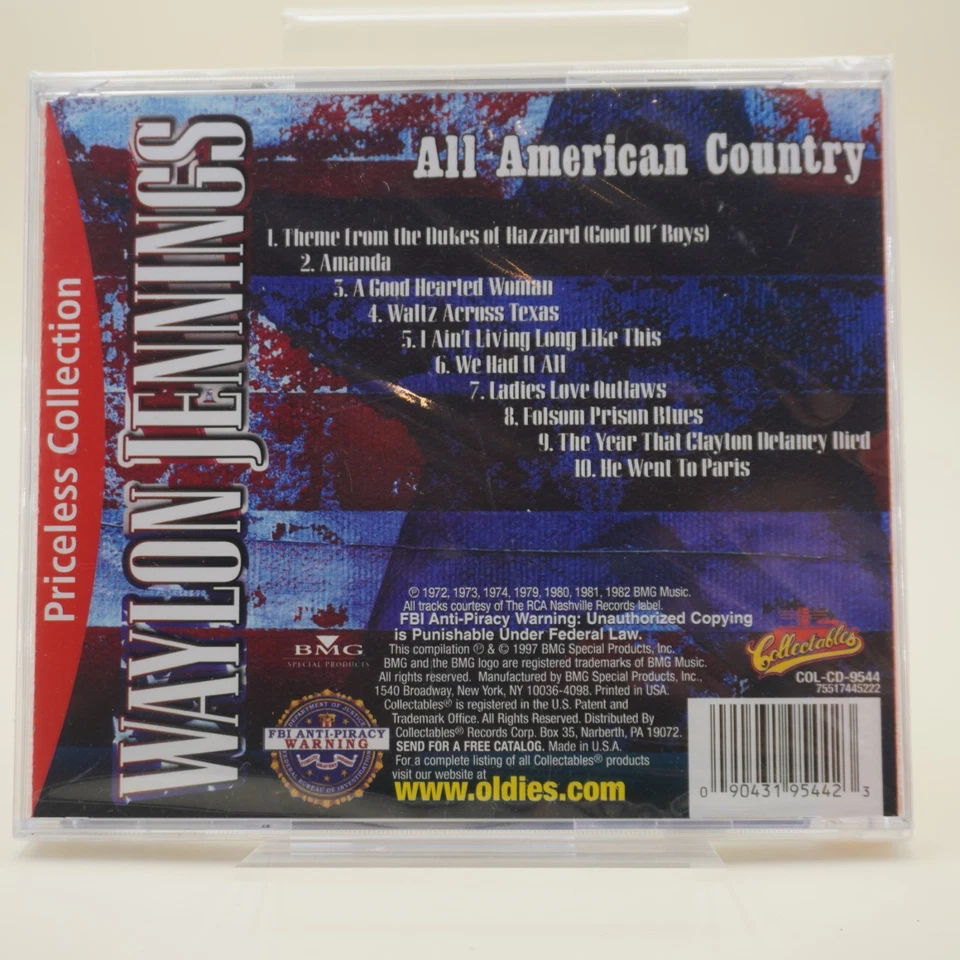 Priceless Collection
WAYLON JENNINGS
All American Country
1. Theme from the Dukes of Hazzard (Good Ol' Boys)
2. Amanda
3. A Good Hearted Woman
4. Waltz Across Texas
5. I Ain't Living Long Like This
6. We Had It All
7. Ladies Love Outlaws
8. Folsom Prison Blues
9. The Year That Clayton Delaney Died
10. He Went To Paris
℗ 1972, 1973, 1974, 1979, 1980, 1981, 1982 BMG Music.
All tracks courtesy of The RCA Nashville Records label.
FBI Anti-Piracy Warning: Unauthorized Copying
is Punishable Under Federal Law.
This compilation ℗ & © 1997 BMG Special Products, Inc.
BMG and the BMG logo are registered trademarks of BMG Music.
All rights reserved. Manufactured by BMG Special Products, Inc.,
1540 Broadway, New York, NY 10036-4098. Printed in USA.
Collectables® is registered in the U.S. Patent and
Trademark Office. All Rights Reserved. Distributed By
Collectables® Records Corp. Box 35, Narberth, PA 19072.
SEND FOR A FREE CATALOG. Made in U.S.A.
For a complete listing of all Collectables® products
visit our website at
www.oldies.com
BMG
SPECIAL PRODUCTS
DEPARTMENT OF JUSTICE
FBI ANTI-PIRACY
WARNING
FEDERAL BUREAU OF INVESTIGATION
Collectables
COL-CD-9544
75517445222
0 90431 95442 3